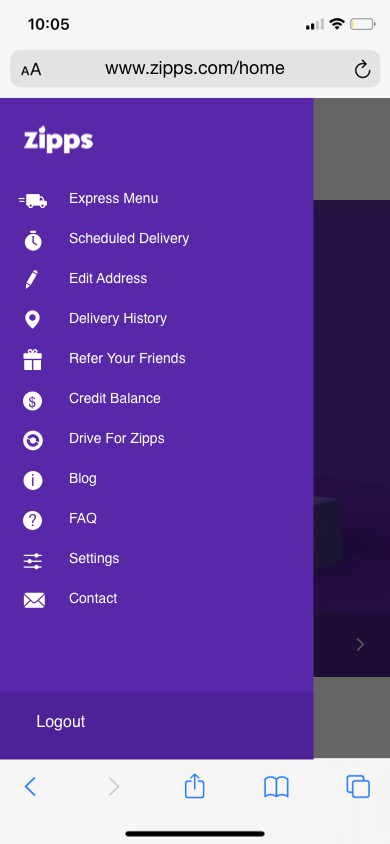 10:05
AA
www.zipps.com/home
zipps
Express Menu
Scheduled Delivery
Edit Address
Delivery History
Refer Your Friends
$
Credit Balance
Drive For Zipps
i
Blog
?
FAQ
Settings
Contact
Logout